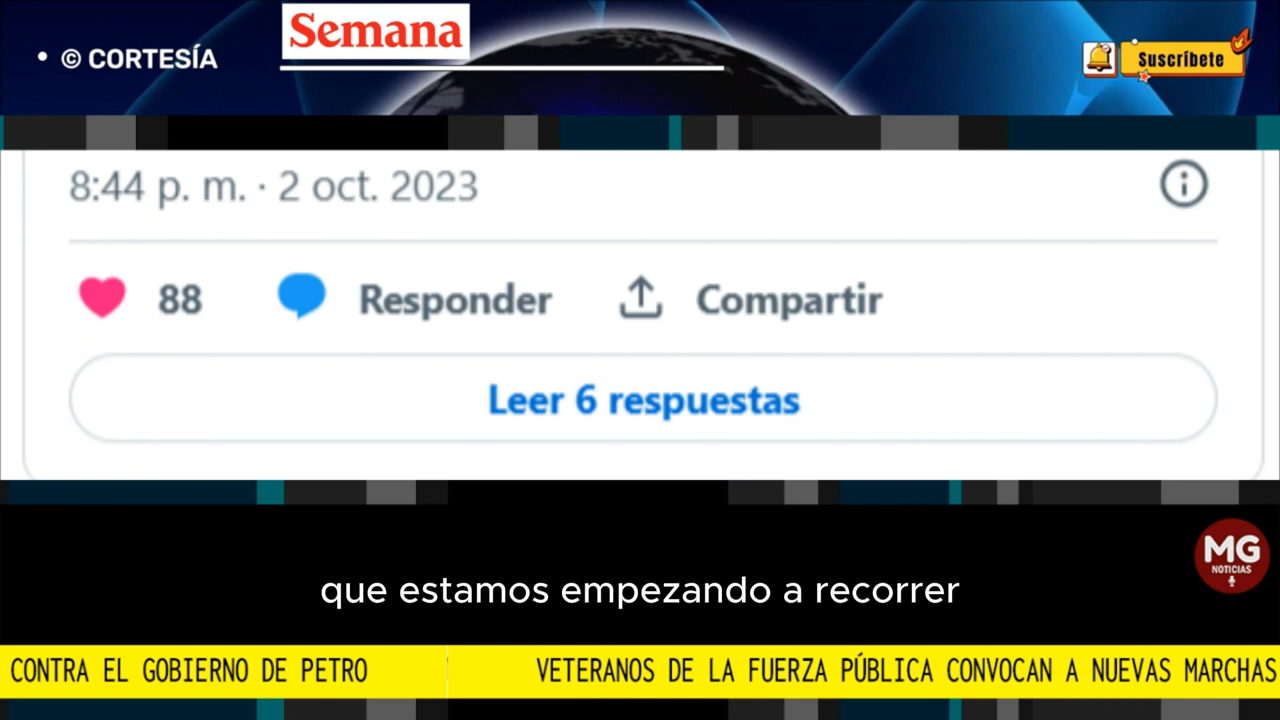 Semana
• © CORTESÍA
Suscríbete
8:44 p. m. · 2 oct. 2023
88 Responder Compartir
Leer 6 respuestas
MG
NOTICIAS
que estamos empezando a recorrer
CONTRA EL GOBIERNO DE PETRO VETERANOS DE LA FUERZA PÚBLICA CONVOCAN A NUEVAS MARCHAS